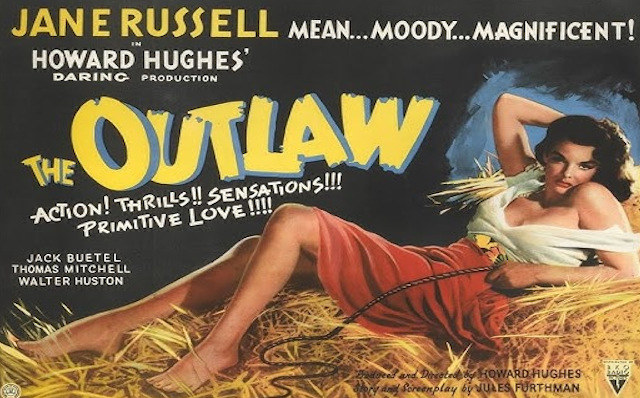 JANE RUSSELL MEAN...MOODY...MAGNIFICENT!
IN
HOWARD HUGHES'
DARING PRODUCTION
THE OUTLAW
ACTION! THRILLS!! SENSATIONS!!!
PRIMITIVE LOVE!!!!
JACK BUETEL
THOMAS MITCHELL
WALTER HUSTON
Produced and Directed by HOWARD HUGHES
Story and Screenplay by JULES FURTHMAN